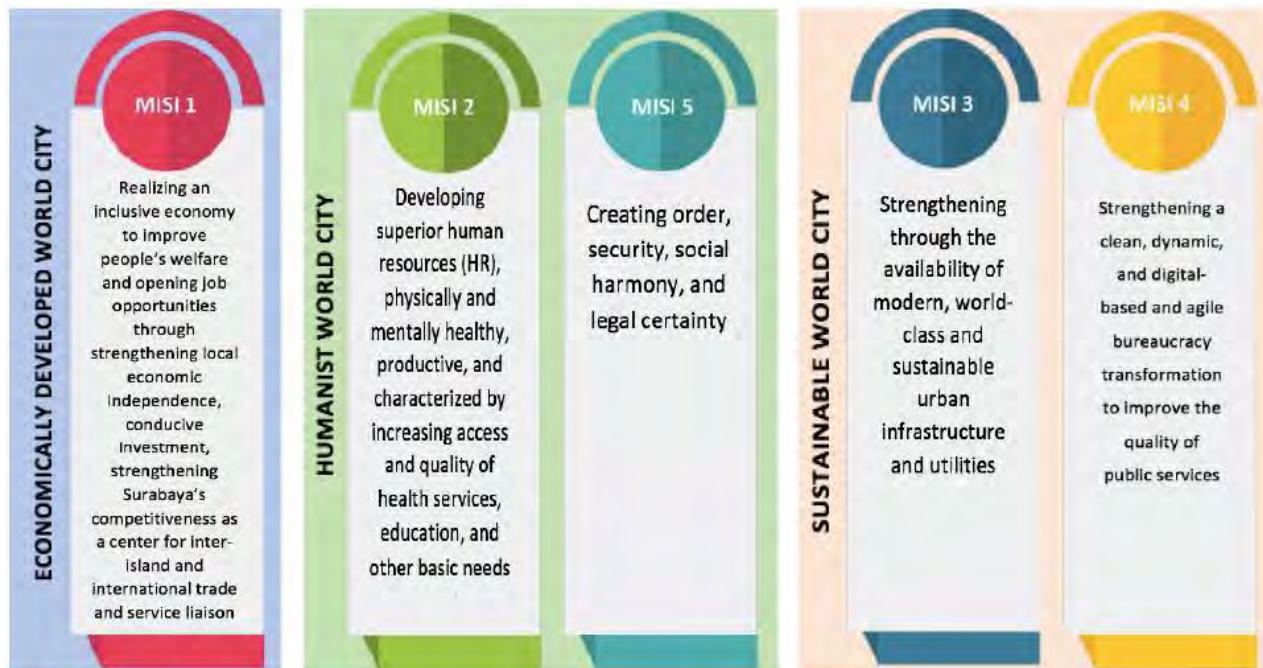 ECONOMICALLY DEVELOPED WORLD CITY
MISI 1
Realizing an
inclusive economy
to improve
people's welfare
and opening job
opportunities
through
strengthening local
economic
independence,
conducive
investment,
strengthening
Surabaya's
competitiveness as
a center for inter-
island and
international trade
and service liaison
HUMANIST WORLD CITY
MISI 2
Developing
superior human
resources (HR),
physically and
mentally healthy,
productive, and
characterized by
increasing access
and quality of
health services,
education, and
other basic needs
MISI 5
Creating order,
security, social
harmony, and
legal certainty
SUSTAINABLE WORLD CITY
MISI 3
Strengthening
through the
availability of
modern, world-
class and
sustainable
urban
infrastructure
and utilities
MISI 4
Strengthening a
clean, dynamic,
and digital-
based and agile
bureaucracy
transformation
to improve the
quality of
public services